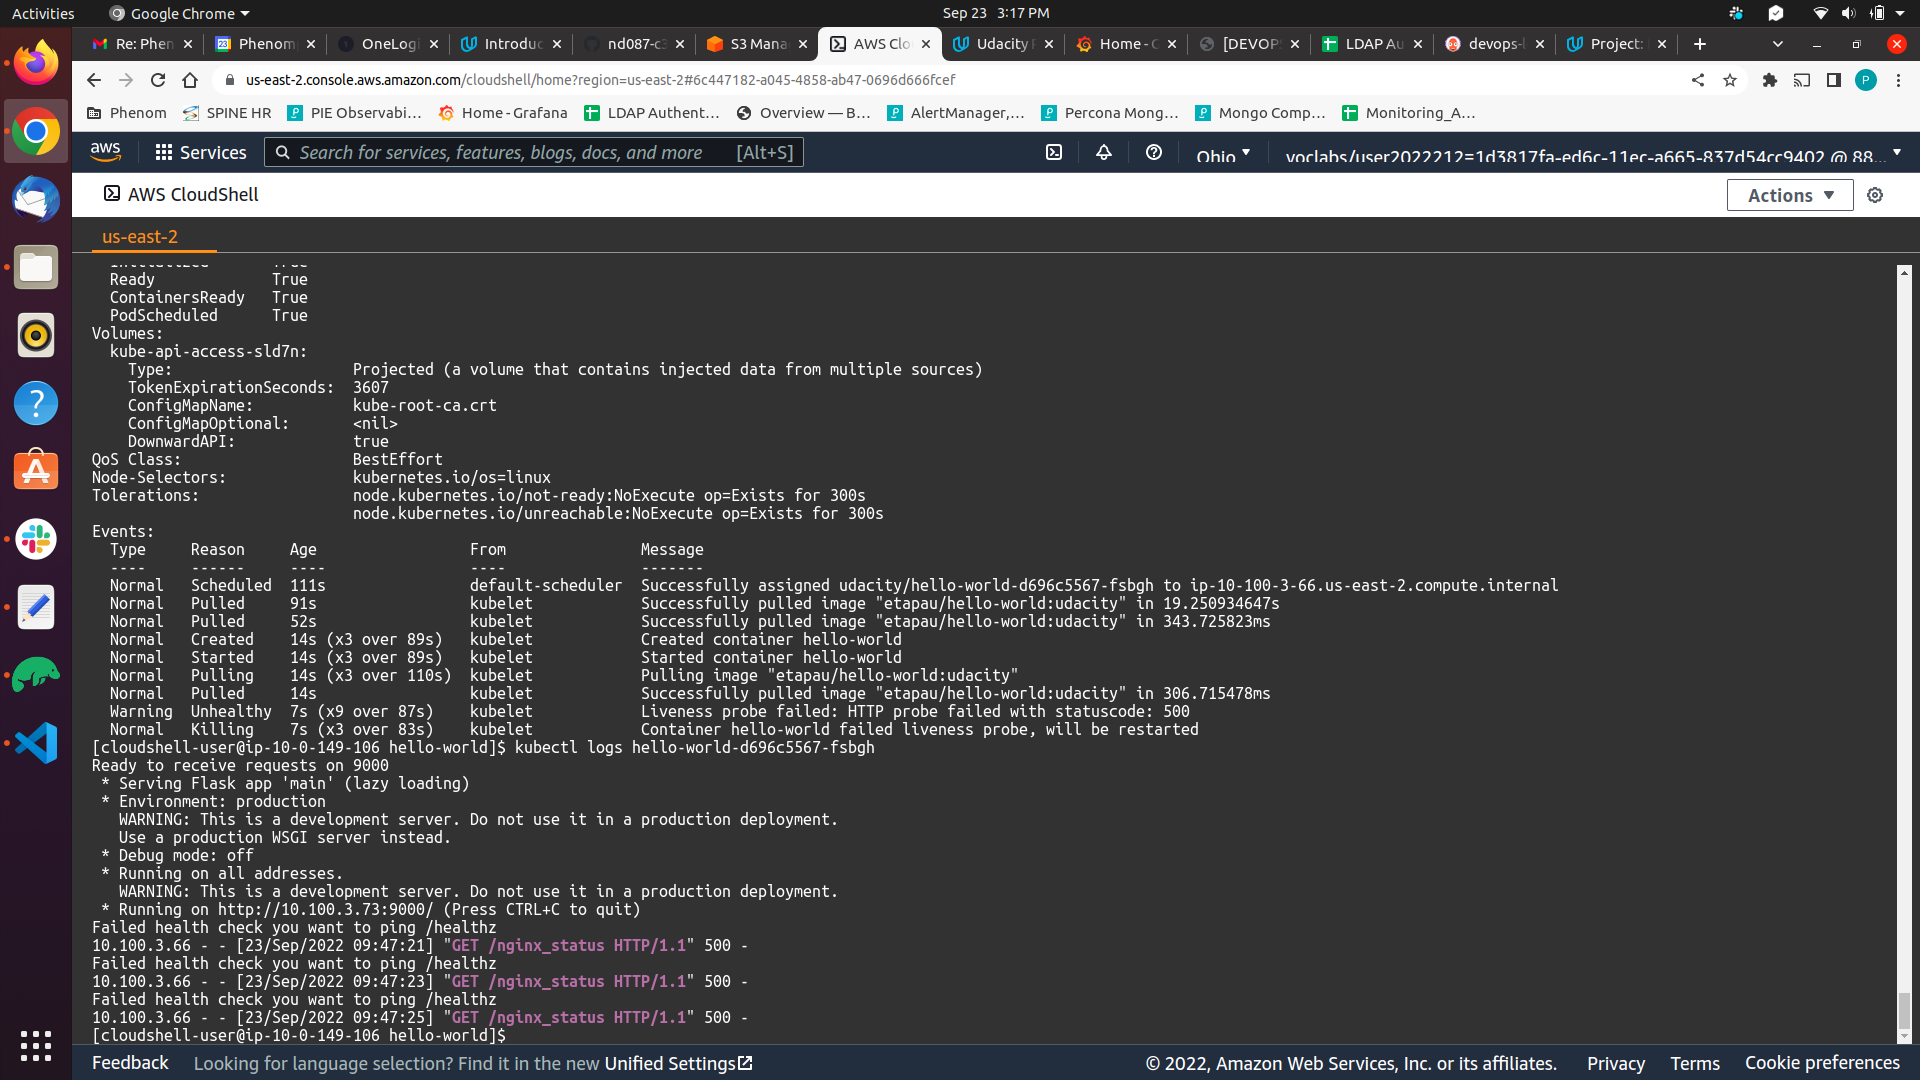 Activities
Google Chrome
Sep 23 3:17 PM
Re: Phen
23
Phenom
OneLog
Introduc
nd087-c3
S3 Mana
AWS Clo
Udacity
Home - G
[DEVOP
LDAP Au
devops-
Project:
us-east-2.console.aws.amazon.com/cloudshell/home?region=us-east-2#6c447182-a045-4858-ab47-0696d666fcef
P
Phenom
SPINE HR
PIE Observabi…
Home - Grafana
LDAP Authent…
Overview — B…
AlertManager,…
Percona Mong…
Mongo Comp…
Monitoring_A…
aws
Services
Search for services, features, blogs, docs, and more
[Alt+S]
Ohio
voclabs/user2022212=1d3817fa-ed6c-11ec-a665-837d54cc9402 @ 88…
AWS CloudShell
Actions
us-east-2
Initialized True
Ready True
ContainersReady True
PodScheduled True
Volumes:
kube-api-access-sld7n:
Type: Projected (a volume that contains injected data from multiple sources)
TokenExpirationSeconds: 3607
ConfigMapName: kube-root-ca.crt
ConfigMapOptional: <nil>
DownwardAPI: true
QoS Class: BestEffort
Node-Selectors: kubernetes.io/os=linux
Tolerations: node.kubernetes.io/not-ready:NoExecute op=Exists for 300s
node.kubernetes.io/unreachable:NoExecute op=Exists for 300s
Events:
Type Reason Age From Message
---- ------ ---- ---- -------
Normal Scheduled 111s default-scheduler Successfully assigned udacity/hello-world-d696c5567-fsbgh to ip-10-100-3-66.us-east-2.compute.internal
Normal Pulled 91s kubelet Successfully pulled image "etapau/hello-world:udacity" in 19.250934647s
Normal Pulled 52s kubelet Successfully pulled image "etapau/hello-world:udacity" in 343.725823ms
Normal Created 14s (x3 over 89s) kubelet Created container hello-world
Normal Started 14s (x3 over 89s) kubelet Started container hello-world
Normal Pulling 14s (x3 over 110s) kubelet Pulling image "etapau/hello-world:udacity"
Normal Pulled 14s kubelet Successfully pulled image "etapau/hello-world:udacity" in 306.715478ms
Warning Unhealthy 7s (x9 over 87s) kubelet Liveness probe failed: HTTP probe failed with statuscode: 500
Normal Killing 7s (x3 over 83s) kubelet Container hello-world failed liveness probe, will be restarted
[cloudshell-user@ip-10-0-149-106 hello-world]$ kubectl logs hello-world-d696c5567-fsbgh
Ready to receive requests on 9000
* Serving Flask app 'main' (lazy loading)
* Environment: production
WARNING: This is a development server. Do not use it in a production deployment.
Use a production WSGI server instead.
* Debug mode: off
* Running on all addresses.
WARNING: This is a development server. Do not use it in a production deployment.
* Running on http://10.100.3.73:9000/ (Press CTRL+C to quit)
Failed health check you want to ping /healthz
10.100.3.66 - - [23/Sep/2022 09:47:21] "GET /nginx_status HTTP/1.1" 500 -
Failed health check you want to ping /healthz
10.100.3.66 - - [23/Sep/2022 09:47:23] "GET /nginx_status HTTP/1.1" 500 -
Failed health check you want to ping /healthz
10.100.3.66 - - [23/Sep/2022 09:47:25] "GET /nginx_status HTTP/1.1" 500 -
[cloudshell-user@ip-10-0-149-106 hello-world]$
Feedback
Looking for language selection? Find it in the new Unified Settings
© 2022, Amazon Web Services, Inc. or its affiliates.
Privacy
Terms
Cookie preferences